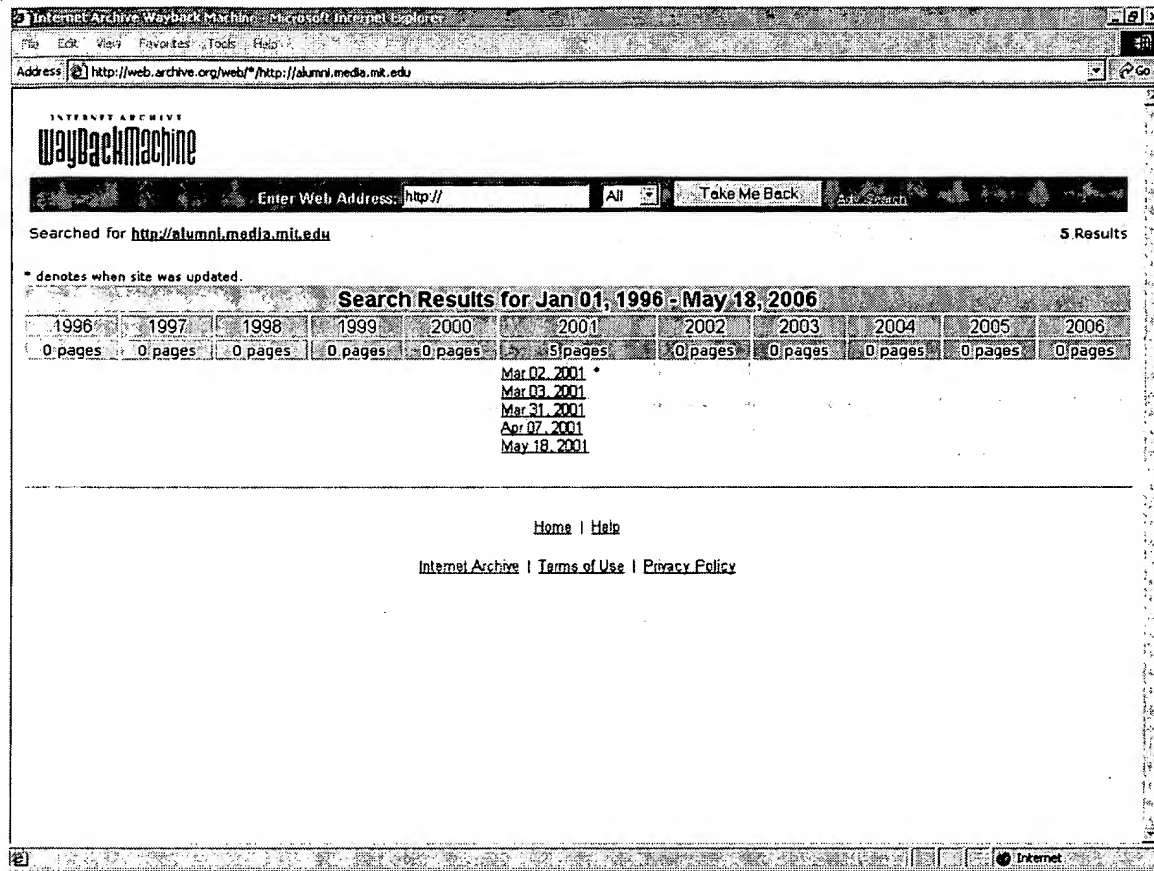 Internet Archive Wayback Machine - Microsoft Internet Explorer
File Edit View Favorites Tools Help
Address http://web.archive.org/web/*/http://alumni.media.mit.edu Go
INTERNET ARCHIVE
WayBackMachine
Enter Web Address: http:// All Take Me Back Adv. Search
Searched for http://alumni.media.mit.edu 5 Results
* denotes when site was updated.
Search Results for Jan 01, 1996 - May 18, 2006
1996 1997 1998 1999 2000 2001 2002 2003 2004 2005 2006
0 pages 0 pages 0 pages 0 pages 0 pages 5 pages 0 pages 0 pages 0 pages 0 pages 0 pages
Mar 02, 2001 *
Mar 03, 2001
Mar 31, 2001
Apr 07, 2001
May 18, 2001
Home | Help
Internet Archive | Terms of Use | Privacy Policy
Internet